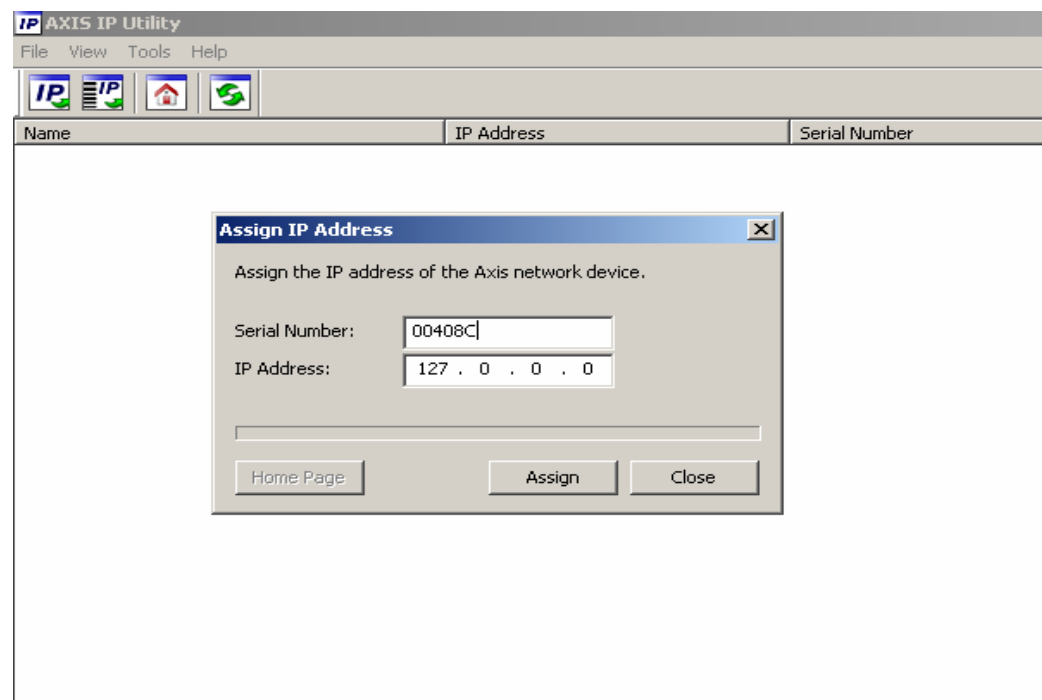 IP AXIS IP Utility
File View Tools Help
IP IP
Name IP Address Serial Number
Assign IP Address
Assign the IP address of the Axis network device.
Serial Number: 00408C
IP Address: 127 . 0 . 0 . 0
Home Page Assign Close